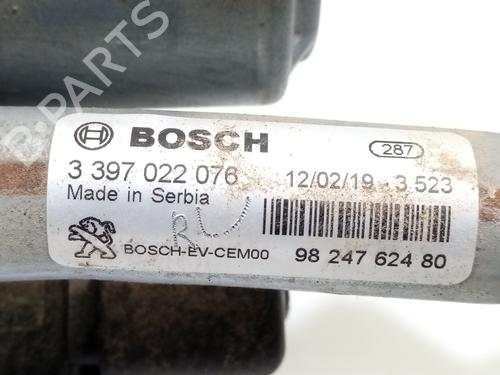 B-PARTS
BOSCH
287
3 397 022 076
12/02/19 - 3.523
Made in Serbia
RU
BOSCH-EV-CEM00
98 247 624 80